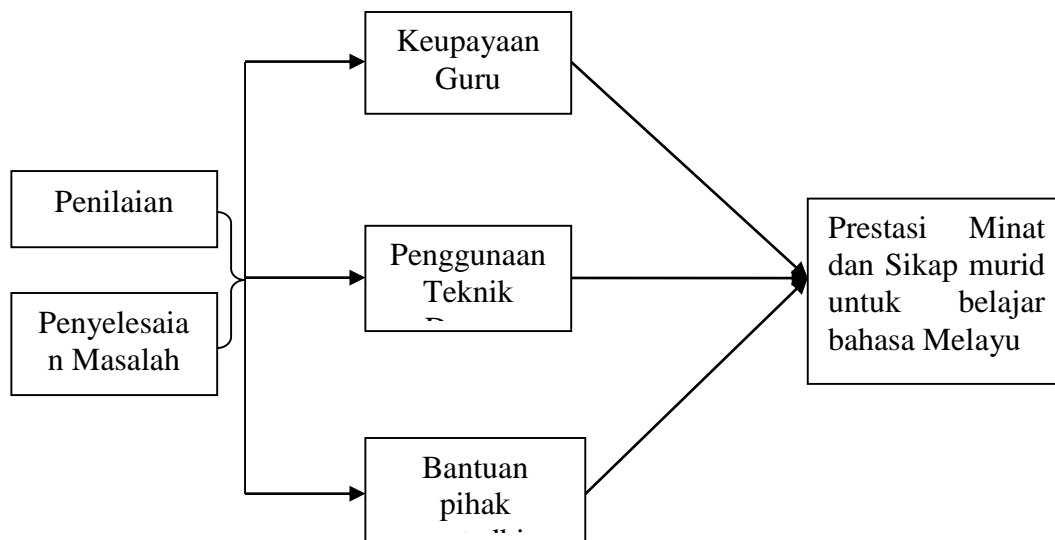 Keupayaan
Guru
Penilaian
Penyelesaia
n Masalah
Penggunaan
Teknik
Bantuan
pihak
Prestasi Minat
dan Sikap murid
untuk belajar
bahasa Melayu